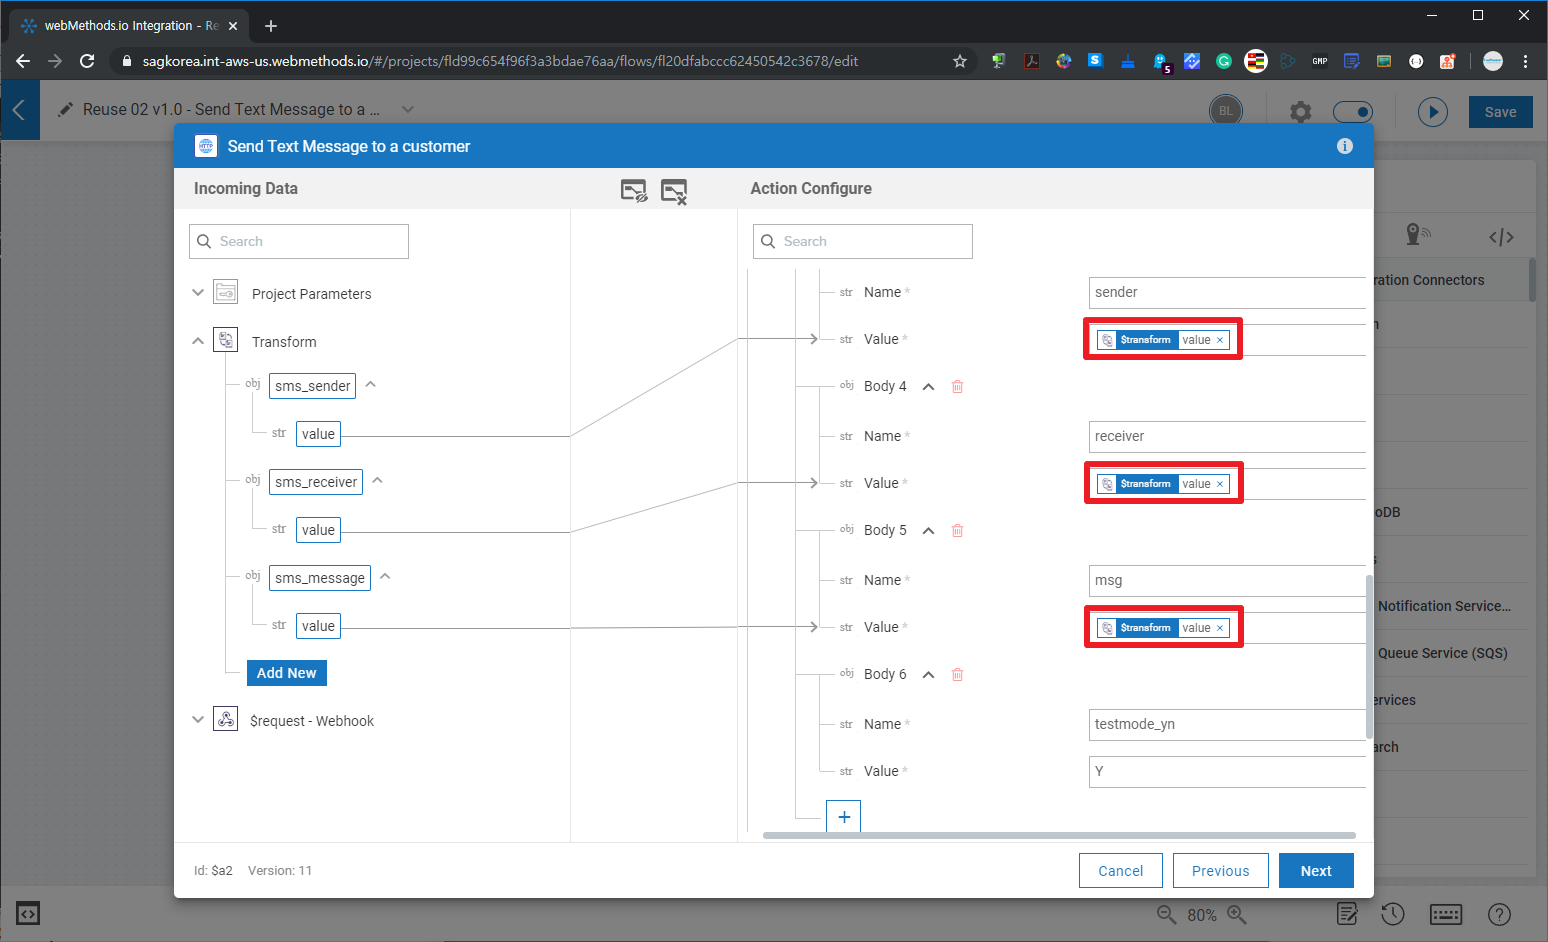 webMethods.io Integration - Re
sagkorea.int-aws-us.webmethods.io/#/projects/fld99c654f96f3a3bdae76aa/flows/fl20dfabccc62450542c3678/edit
5
GMP
Reuse 02 v1.0 - Send Text Message to a ...
BL
Save
HTTP
Send Text Message to a customer
Incoming Data
Action Configure
Search
Search
Project Parameters
Transform
obj sms_sender
str value
obj sms_receiver
str value
obj sms_message
str value
Add New
$request - Webhook
str Name * sender
str Value * $transform value ×
obj Body 4
str Name * receiver
str Value * $transform value ×
obj Body 5
str Name * msg
str Value * $transform value ×
obj Body 6
str Name * testmode_yn
str Value * Y
+
ration Connectors
n
oDB
s
Notification Service...
Queue Service (SQS)
ervices
arch
Id: $a2 Version: 11
Cancel
Previous
Next
80%